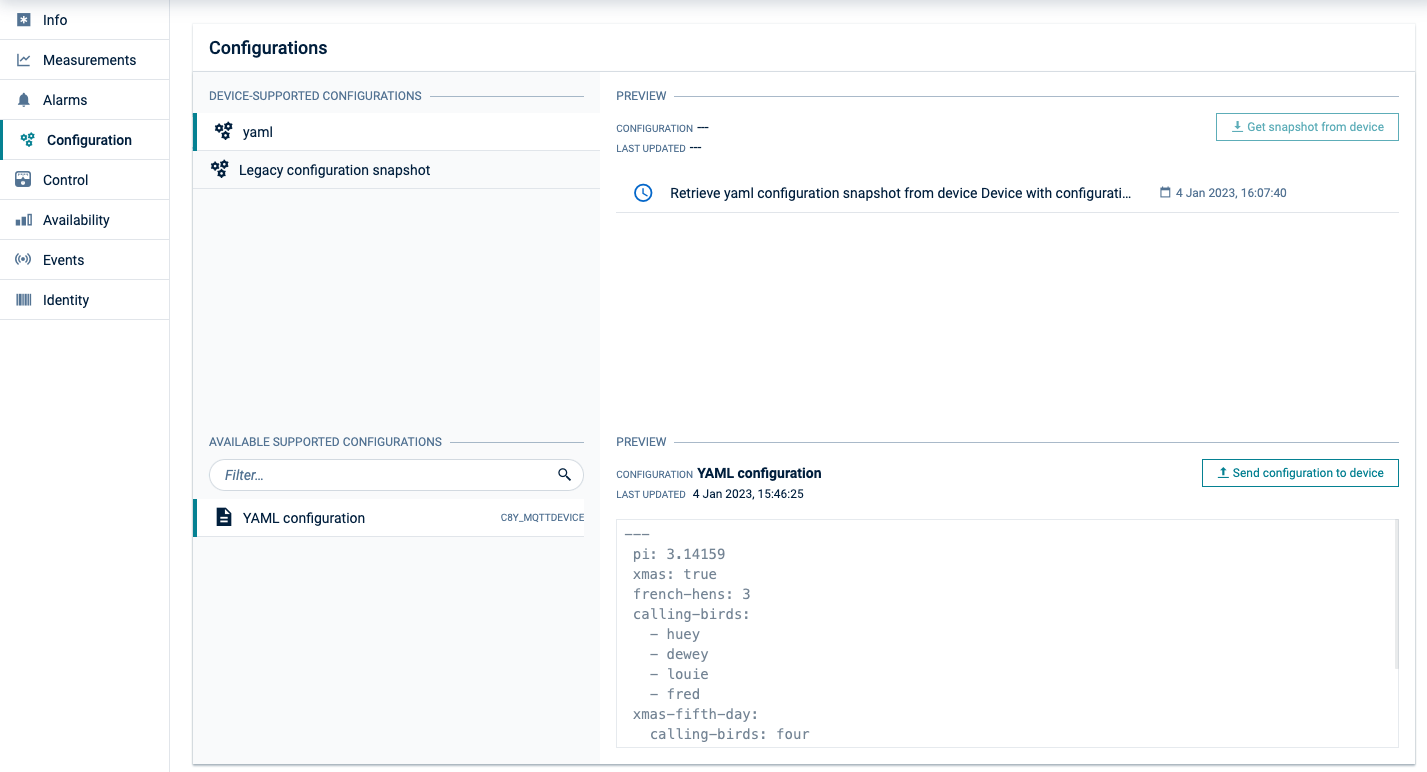 Info
Measurements
Alarms
Configuration
Control
Availability
Events
Identity
Configurations
DEVICE-SUPPORTED CONFIGURATIONS
yaml
Legacy configuration snapshot
PREVIEW
CONFIGURATION ---
LAST UPDATED ---
Get snapshot from device
Retrieve yaml configuration snapshot from device Device with configurati... 4 Jan 2023, 16:07:40
AVAILABLE SUPPORTED CONFIGURATIONS
Filter...
YAML configuration C8Y_MQTTDEVICE
PREVIEW
CONFIGURATION YAML configuration
LAST UPDATED 4 Jan 2023, 15:46:25
Send configuration to device
---
pi: 3.14159
xmas: true
french-hens: 3
calling-birds:
- huey
- dewey
- louie
- fred
xmas-fifth-day:
calling-birds: four